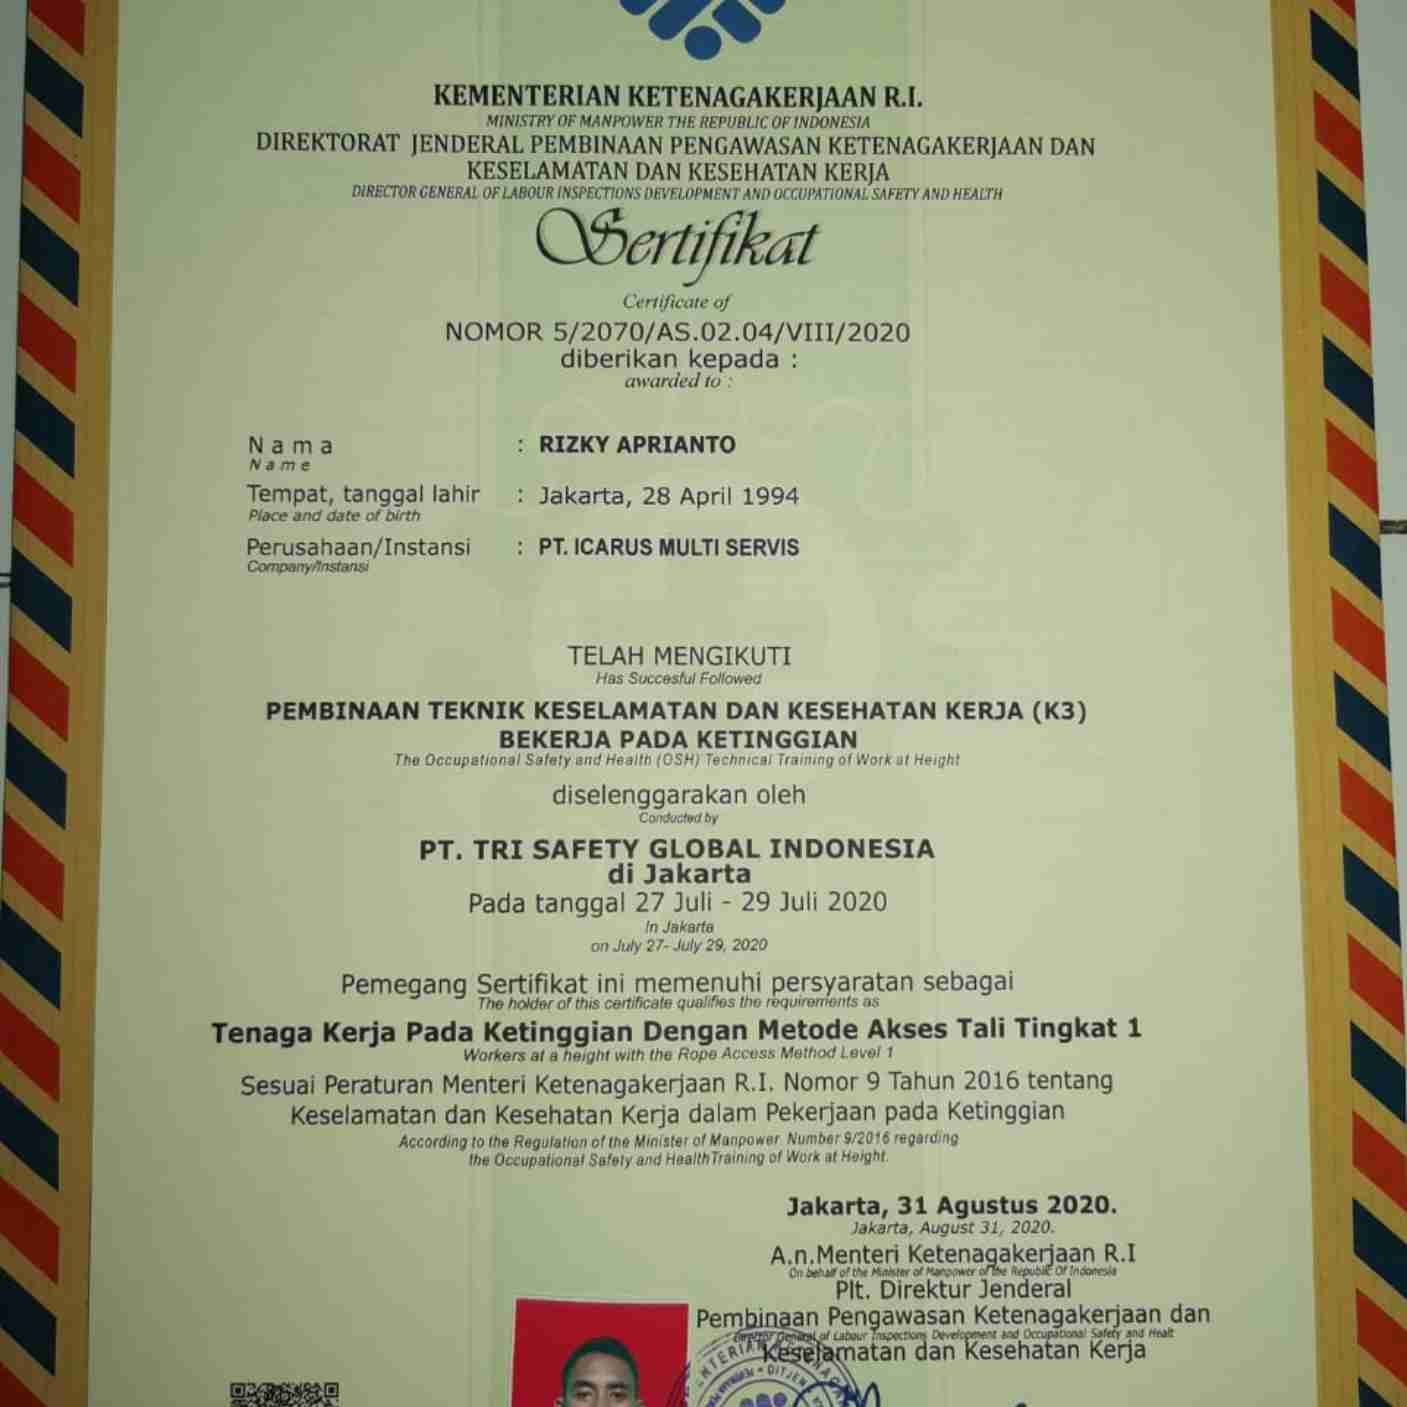 KEMENTERIAN KETENAGAKERJAAN R.I.
MINISTRY OF MANPOWER THE REPUBLIC OF INDONESIA
DIREKTORAT JENDERAL PEMBINAAN PENGAWASAN KETENAGAKERJAAN DAN
KESELAMATAN DAN KESEHATAN KERJA
DIRECTOR GENERAL OF LABOUR INSPECTIONS DEVELOPMENT AND OCCUPATIONAL SAFETY AND HEALTH
Sertifikat
Certificate of
NOMOR 5/2070/AS.02.04/VIII/2020
diberikan kepada :
awarded to :
Nama : RIZKY APRIANTO
Name
Tempat, tanggal lahir : Jakarta, 28 April 1994
Place and date of birth
Perusahaan/Instansi : PT. ICARUS MULTI SERVIS
Company/Instansi
TELAH MENGIKUTI
Has Succesful Followed
PEMBINAAN TEKNIK KESELAMATAN DAN KESEHATAN KERJA (K3)
BEKERJA PADA KETINGGIAN
The Occupational Safety and Health (OSH) Technical Training of Work at Height
diselenggarakan oleh
Conducted by
PT. TRI SAFETY GLOBAL INDONESIA
di Jakarta
Pada tanggal 27 Juli - 29 Juli 2020
In Jakarta
on July 27- July 29, 2020
Pemegang Sertifikat ini memenuhi persyaratan sebagai
The holder of this certificate qualifies the requirements as
Tenaga Kerja Pada Ketinggian Dengan Metode Akses Tali Tingkat 1
Workers at a height with the Rope Access Method Level 1
Sesuai Peraturan Menteri Ketenagakerjaan R.I. Nomor 9 Tahun 2016 tentang
Keselamatan dan Kesehatan Kerja dalam Pekerjaan pada Ketinggian
According to the Regulation of the Minister of Manpower Number 9/2016 regarding
the Occupational Safety and Health Training of Work at Height.
Jakarta, 31 Agustus 2020.
Jakarta, August 31, 2020.
A.n.Menteri Ketenagakerjaan R.I
On behalf of the Minister of Manpower of the Republic Of Indonesia
Plt. Direktur Jenderal
Pembinaan Pengawasan Ketenagakerjaan dan
Director General of Labour Inspections Development and Occupational Safety and Healt
Keselamatan dan Kesehatan Kerja